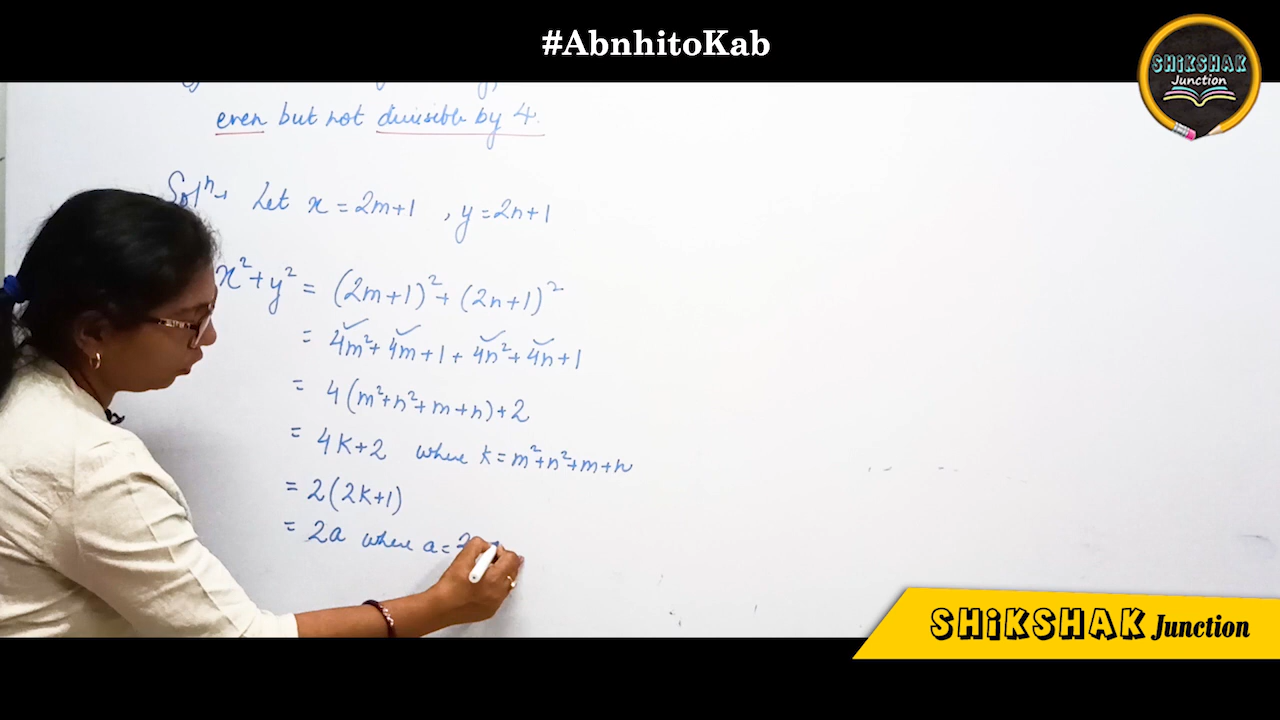 #AbnhitoKab
SHiKSHAK
Junction
even but not divisible by 4.
Solⁿ→ Let x = 2m+1 , y = 2n+1
x²+y² = (2m+1)² + (2n+1)²
= 4m²+ 4m+1 + 4n²+ 4n+1
= 4(m²+n²+m+n)+2
= 4K+2 where k = m²+n²+m+n
= 2(2K+1)
= 2a where a =
SHiKSHAK Junction